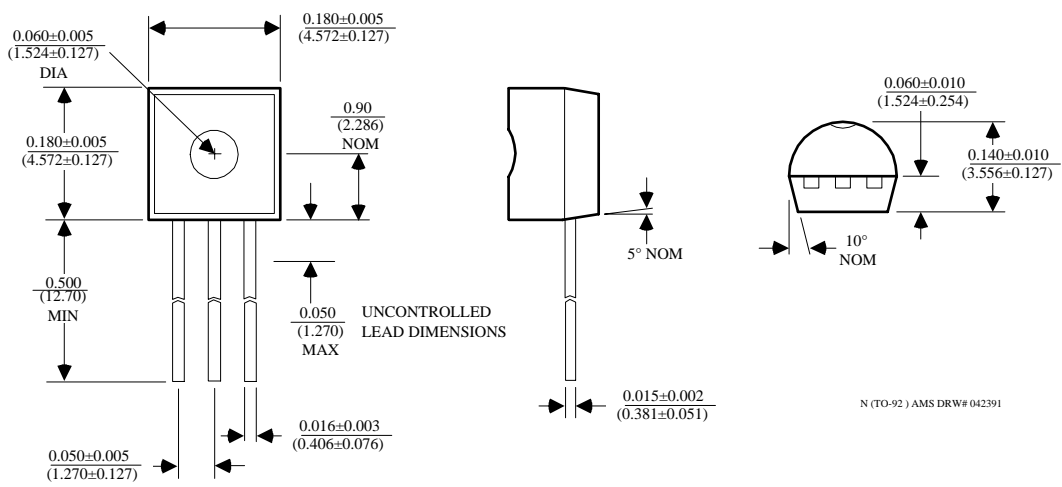 0.180±0.005
(4.572±0.127)
0.060±0.005
(1.524±0.127)
DIA
0.180±0.005
(4.572±0.127)
0.90
(2.286)
NOM
0.500
(12.70)
MIN
0.050
(1.270)
MAX
UNCONTROLLED
LEAD DIMENSIONS
0.016±0.003
(0.406±0.076)
0.050±0.005
(1.270±0.127)
5° NOM
0.015±0.002
(0.381±0.051)
0.060±0.010
(1.524±0.254)
0.140±0.010
(3.556±0.127)
10°
NOM
N (TO-92 ) AMS DRW# 042391